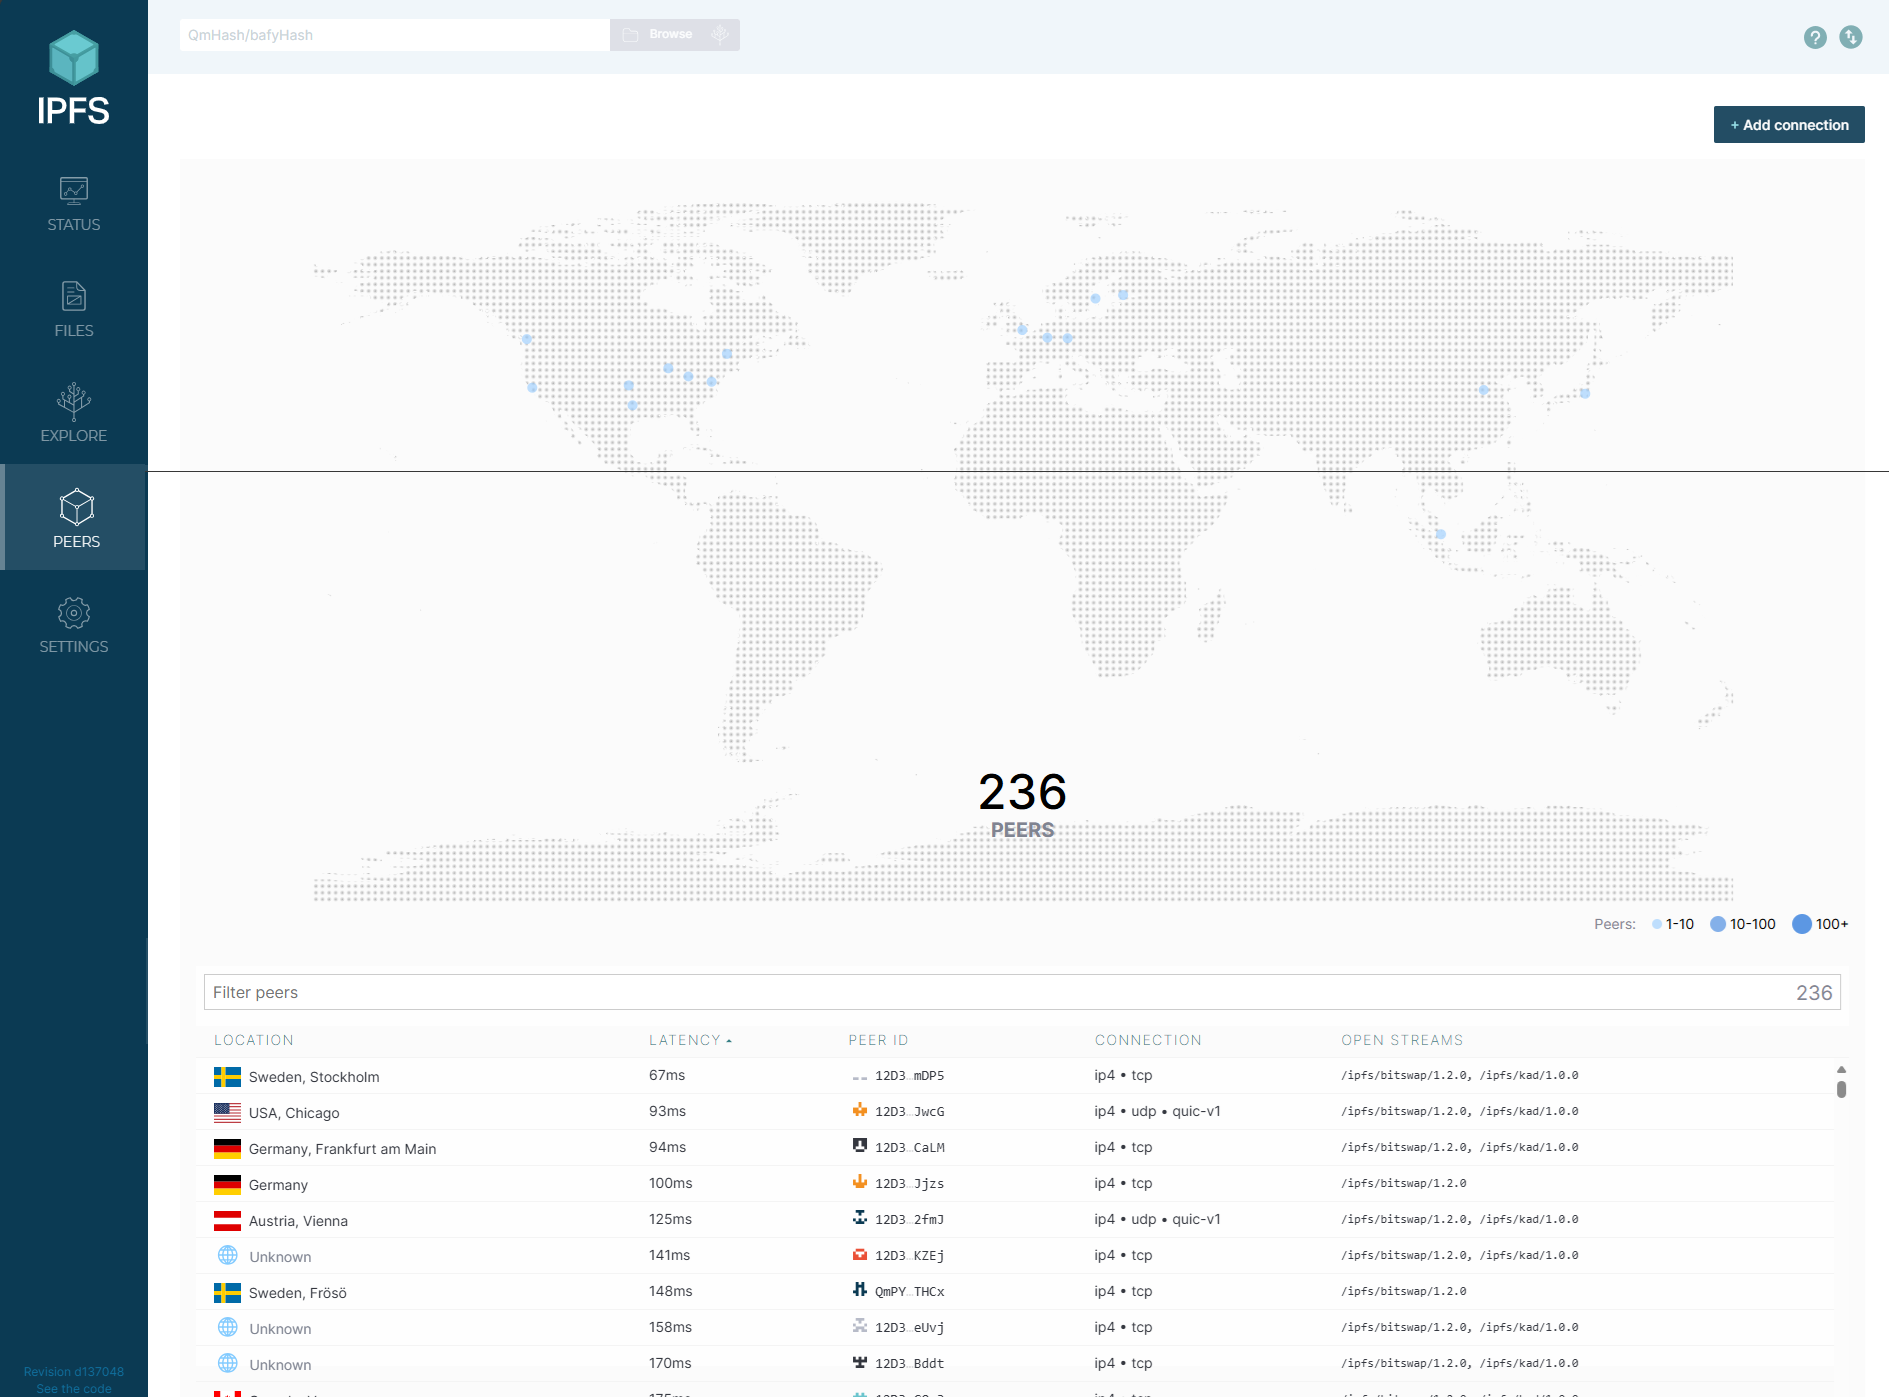 QmHash/bafyHash
Browse
IPFS
+ Add connection
STATUS
FILES
EXPLORE
PEERS
SETTINGS
236
PEERS
Peers: 1-10 10-100 100+
Filter peers 236
LOCATION LATENCY PEER ID CONNECTION OPEN STREAMS
Sweden, Stockholm 67ms 12D3…mDP5 ip4 • tcp /ipfs/bitswap/1.2.0, /ipfs/kad/1.0.0
USA, Chicago 93ms 12D3…JwcG ip4 • udp • quic-v1 /ipfs/bitswap/1.2.0, /ipfs/kad/1.0.0
Germany, Frankfurt am Main 94ms 12D3…CaLM ip4 • tcp /ipfs/bitswap/1.2.0, /ipfs/kad/1.0.0
Germany 100ms 12D3…Jjzs ip4 • tcp /ipfs/bitswap/1.2.0
Austria, Vienna 125ms 12D3…2fmJ ip4 • udp • quic-v1 /ipfs/bitswap/1.2.0, /ipfs/kad/1.0.0
Unknown 141ms 12D3…KZEj ip4 • tcp /ipfs/bitswap/1.2.0, /ipfs/kad/1.0.0
Sweden, Frösö 148ms QmPY…THCx ip4 • tcp /ipfs/bitswap/1.2.0
Unknown 158ms 12D3…eUvj ip4 • tcp /ipfs/bitswap/1.2.0, /ipfs/kad/1.0.0
Unknown 170ms 12D3…Bddt ip4 • tcp /ipfs/bitswap/1.2.0, /ipfs/kad/1.0.0
Revision d137048
See the code